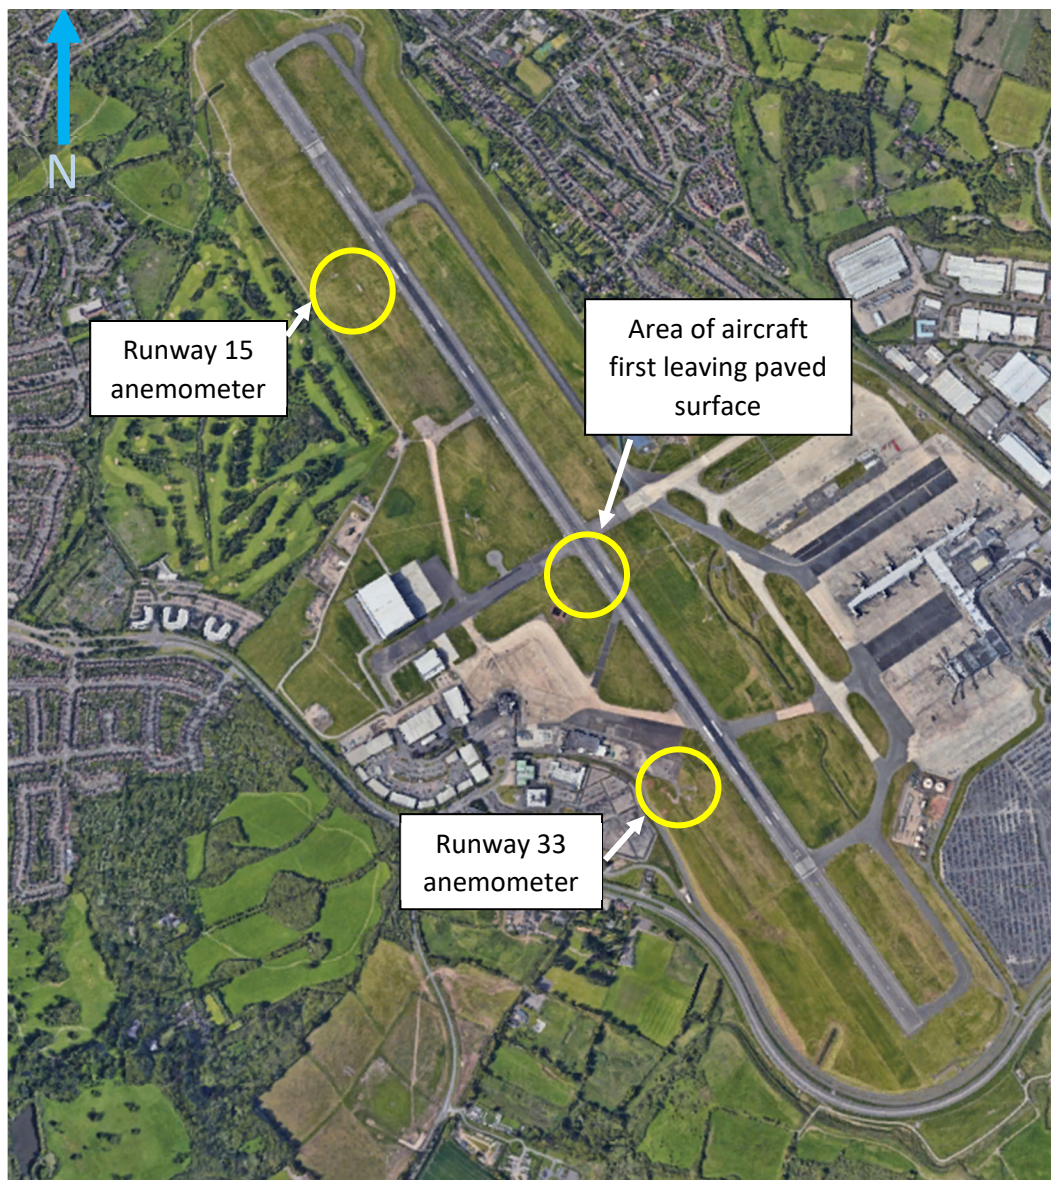 N
Runway 15
anemometer
Area of aircraft
first leaving paved
surface
Runway 33
anemometer